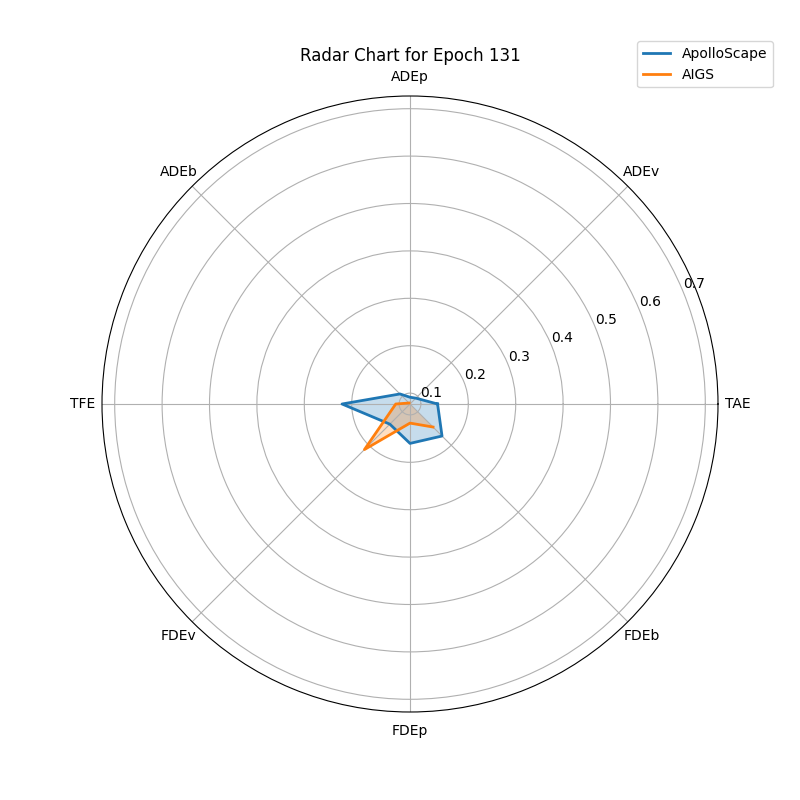 Radar Chart for Epoch 131
ApolloScape
AIGS
ADEp
ADEb
ADEv
0.7
0.6
0.5
0.4
0.3
0.2
0.1
TFE
TAE
FDEv
FDEb
FDEp